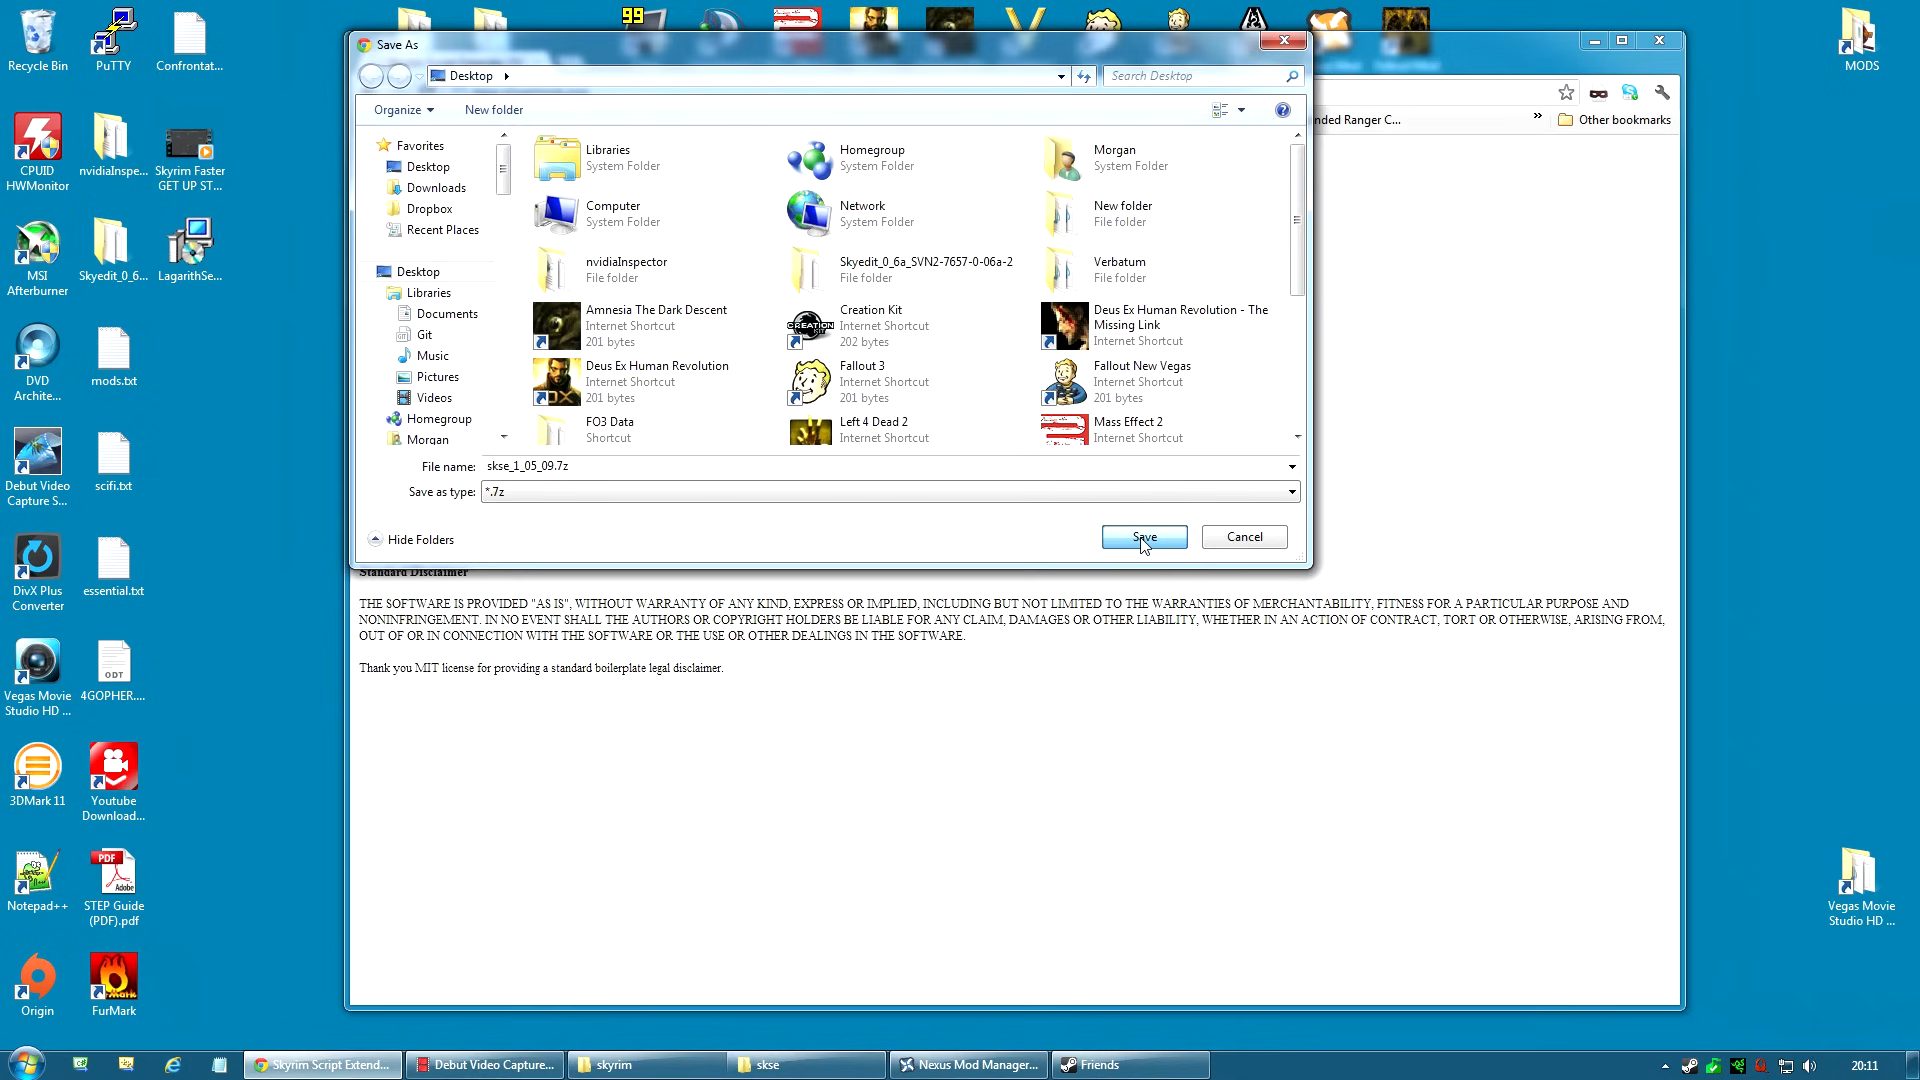 99
Recycle Bin
PuTTY
Confrontat...
MODS
Save As
Desktop
Search Desktop
Organize
New folder
nded Ranger C...
»
Other bookmarks
CPUID
HWMonitor
nvidiaInspe...
Skyrim Faster
GET UP ST...
MSI
Afterburner
Skyedit_0_6...
LagarithSe...
DVD
Archite...
mods.txt
Debut Video
Capture S...
scifi.txt
DivX Plus
Converter
essential.txt
Vegas Movie
Studio HD ...
ODT
4GOPHER....
3DMark 11
Youtube
Download...
Notepad++
PDF
Adobe
STEP Guide
(PDF).pdf
Origin
FurMark
Favorites
Desktop
Downloads
Dropbox
Recent Places
Desktop
Libraries
Documents
Git
Music
Pictures
Videos
Homegroup
Morgan
Libraries
System Folder
Homegroup
System Folder
Morgan
System Folder
Computer
System Folder
Network
System Folder
New folder
File folder
nvidiaInspector
File folder
Skyedit_0_6a_SVN2-7657-0-06a-2
File folder
Verbatum
File folder
Amnesia The Dark Descent
Internet Shortcut
201 bytes
CREATION
Creation Kit
Internet Shortcut
202 bytes
Deus Ex Human Revolution - The
Missing Link
Internet Shortcut
Deus Ex Human Revolution
Internet Shortcut
201 bytes
Fallout 3
Internet Shortcut
201 bytes
Fallout New Vegas
Internet Shortcut
201 bytes
FO3 Data
Shortcut
Left 4 Dead 2
Internet Shortcut
Mass Effect 2
Internet Shortcut
File name: skse_1_05_09.7z
Save as type: *.7z
Hide Folders
Save
Cancel
Standard Disclaimer
THE SOFTWARE IS PROVIDED "AS IS", WITHOUT WARRANTY OF ANY KIND, EXPRESS OR IMPLIED, INCLUDING BUT NOT LIMITED TO THE WARRANTIES OF MERCHANTABILITY, FITNESS FOR A PARTICULAR PURPOSE AND
NONINFRINGEMENT. IN NO EVENT SHALL THE AUTHORS OR COPYRIGHT HOLDERS BE LIABLE FOR ANY CLAIM, DAMAGES OR OTHER LIABILITY, WHETHER IN AN ACTION OF CONTRACT, TORT OR OTHERWISE, ARISING FROM,
OUT OF OR IN CONNECTION WITH THE SOFTWARE OR THE USE OR OTHER DEALINGS IN THE SOFTWARE.
Thank you MIT license for providing a standard boilerplate legal disclaimer.
Vegas Movie
Studio HD ...
Skyrim Script Extend...
Debut Video Capture...
skyrim
skse
Nexus Mod Manager...
Friends
20:11